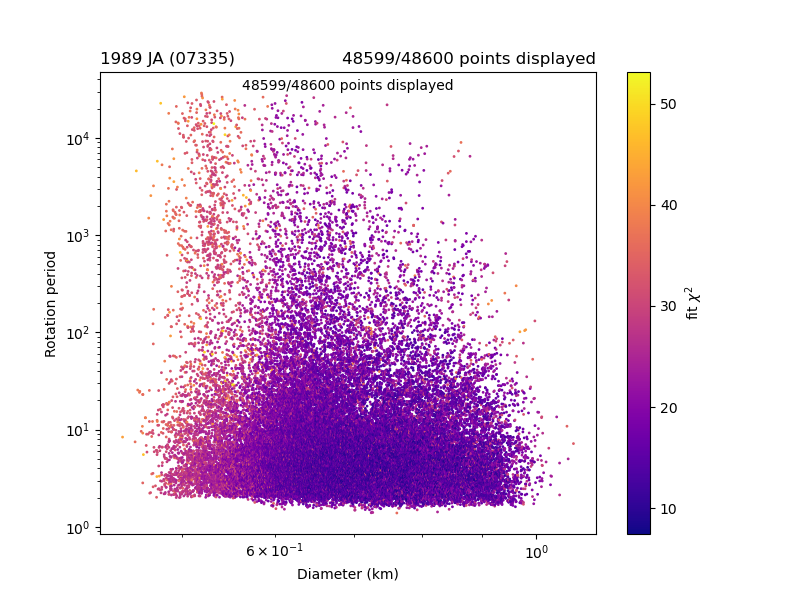 1989 JA (07335) 48599/48600 points displayed
48599/48600 points displayed
10⁴
10³
10²
10¹
10⁰
Rotation period
6 × 10⁻¹
10⁰
Diameter (km)
50
40
30
20
10
fit χ²